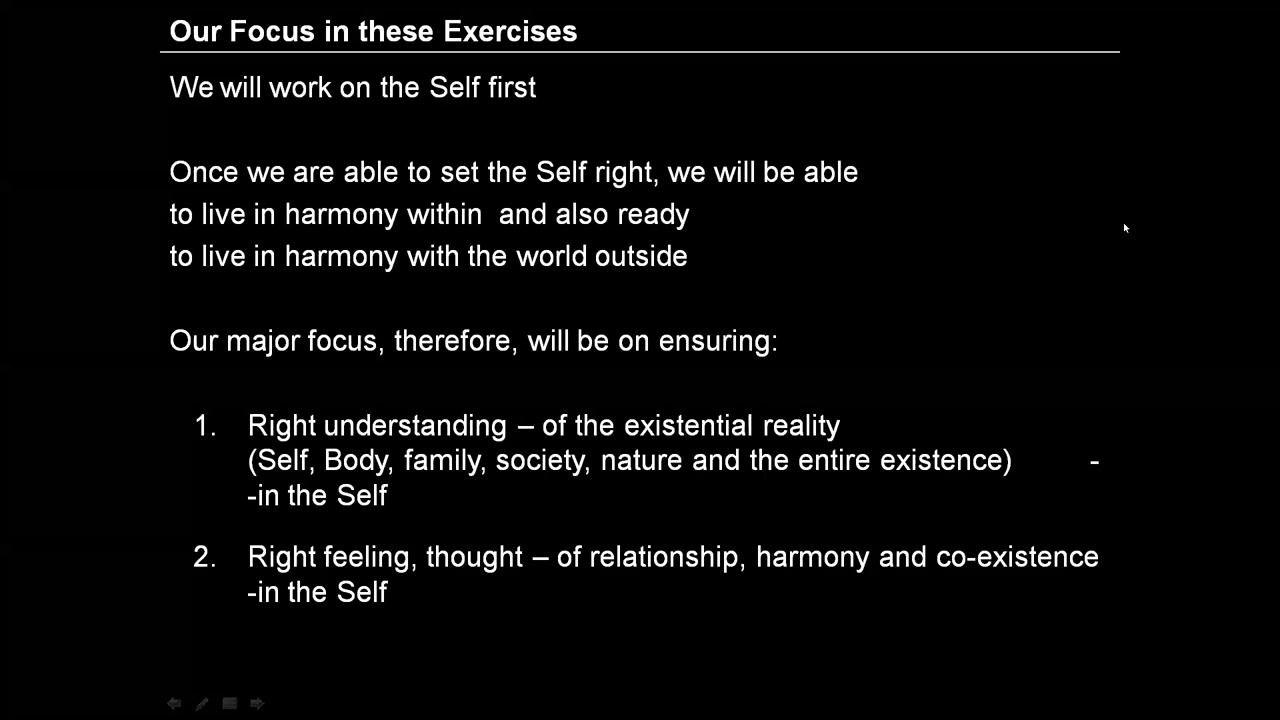 Our Focus in these Exercises
We will work on the Self first
Once we are able to set the Self right, we will be able
to live in harmony within  and also ready
to live in harmony with the world outside
Our major focus, therefore, will be on ensuring:
1. Right understanding – of the existential reality
(Self, Body, family, society, nature and the entire existence) -
-in the Self
2. Right feeling, thought – of relationship, harmony and co-existence
-in the Self